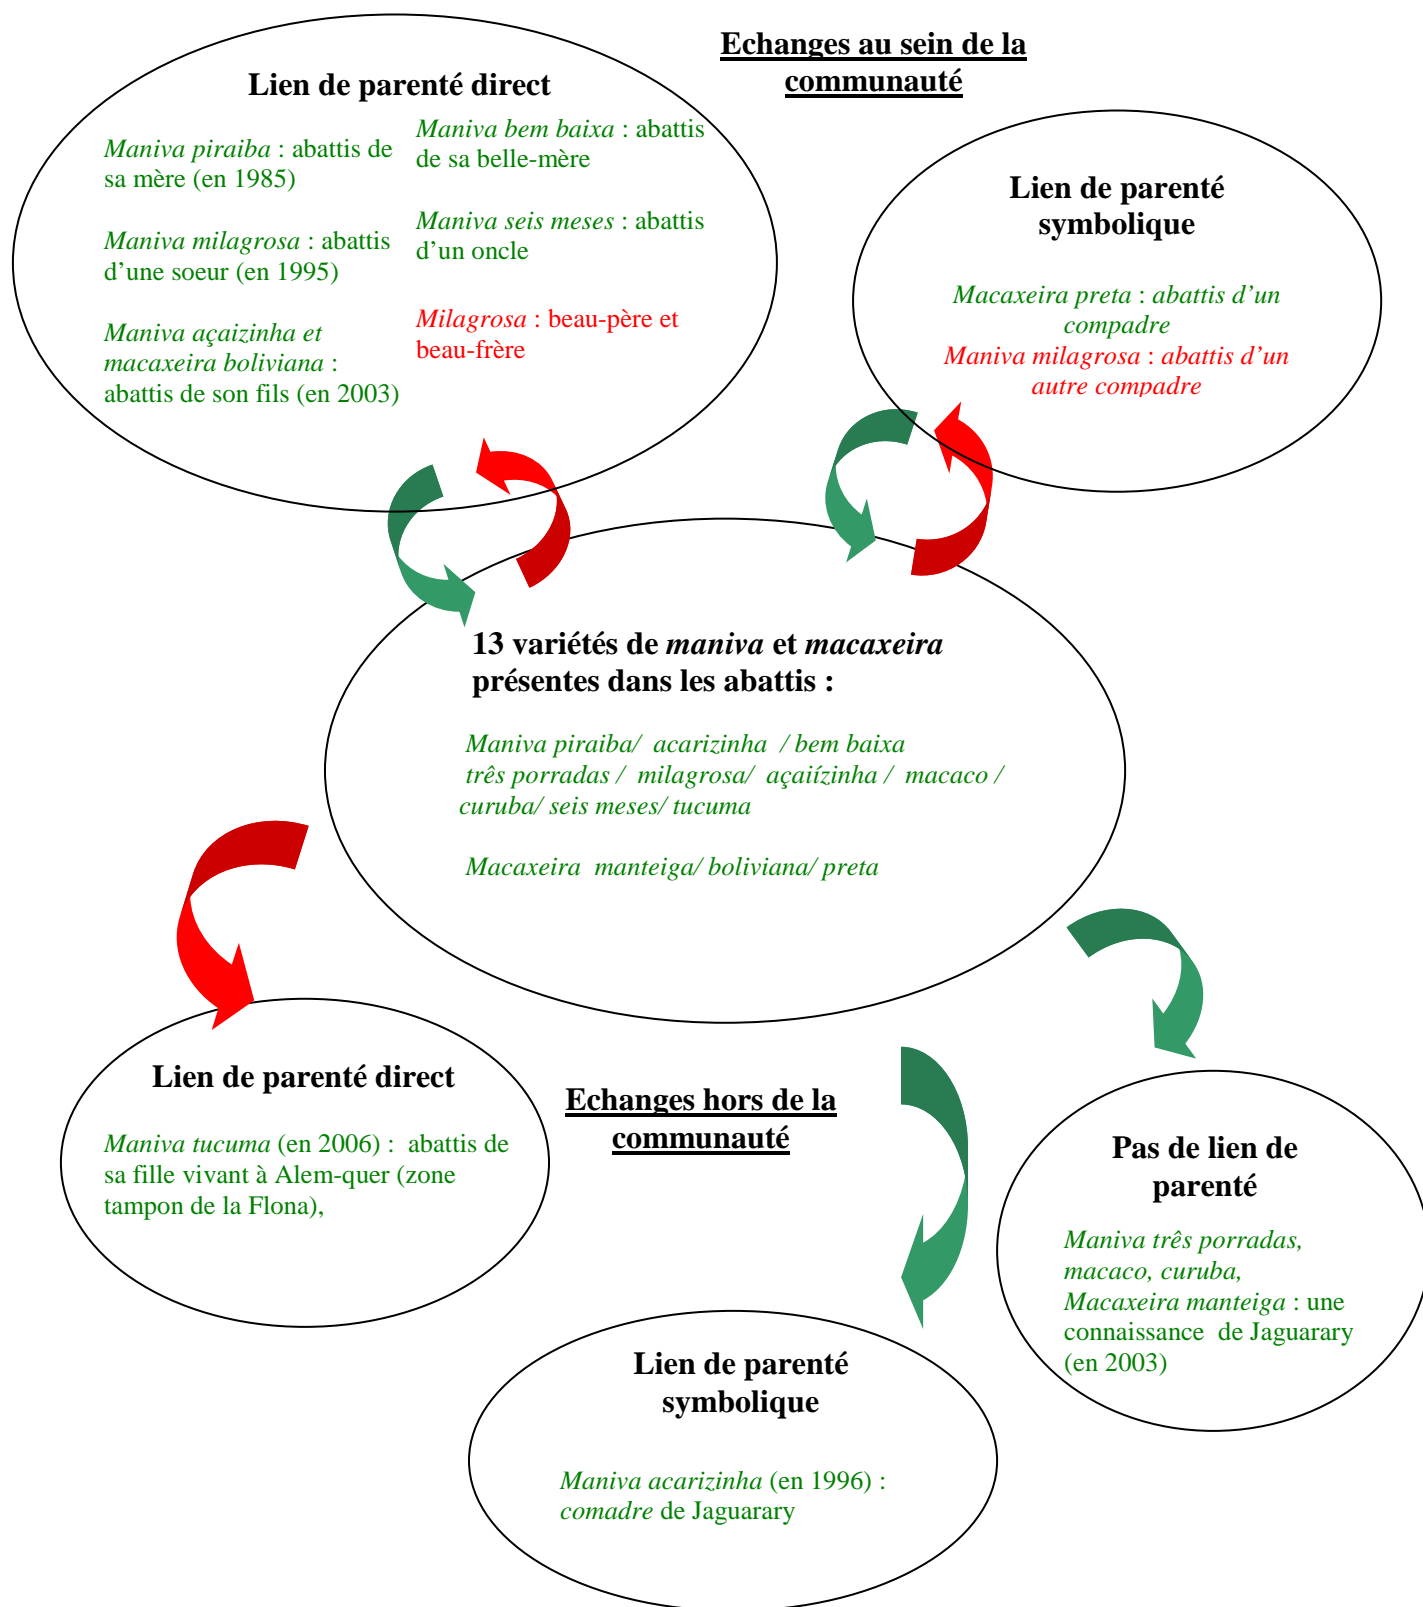 Echanges au sein de la
communauté
Lien de parenté direct
Maniva piraiba : abattis de
sa mère (en 1985)
Maniva milagrosa : abattis
d'une soeur (en 1995)
Maniva açaizinha et
macaxeira boliviana :
abattis de son fils (en 2003)
Maniva bem baixa : abattis
de sa belle-mère
Maniva seis meses : abattis
d'un oncle
Milagrosa : beau-père et
beau-frère
Lien de parenté
symbolique
Macaxeira preta : abattis d'un
compadre
Maniva milagrosa : abattis d'un
autre compadre
13 variétés de maniva et macaxeira
présentes dans les abattis :
Maniva piraiba/ acarizinha / bem baixa
três porradas / milagrosa/ açaiízinha / macaco /
curuba/ seis meses/ tucuma
Macaxeira manteiga/ boliviana/ preta
Lien de parenté direct
Maniva tucuma (en 2006) : abattis de
sa fille vivant à Alem-quer (zone
tampon de la Flona),
Echanges hors de la
communauté
Pas de lien de
parenté
Maniva três porradas,
macaco, curuba,
Macaxeira manteiga : une
connaissance de Jaguarary
(en 2003)
Lien de parenté
symbolique
Maniva acarizinha (en 1996) :
comadre de Jaguarary